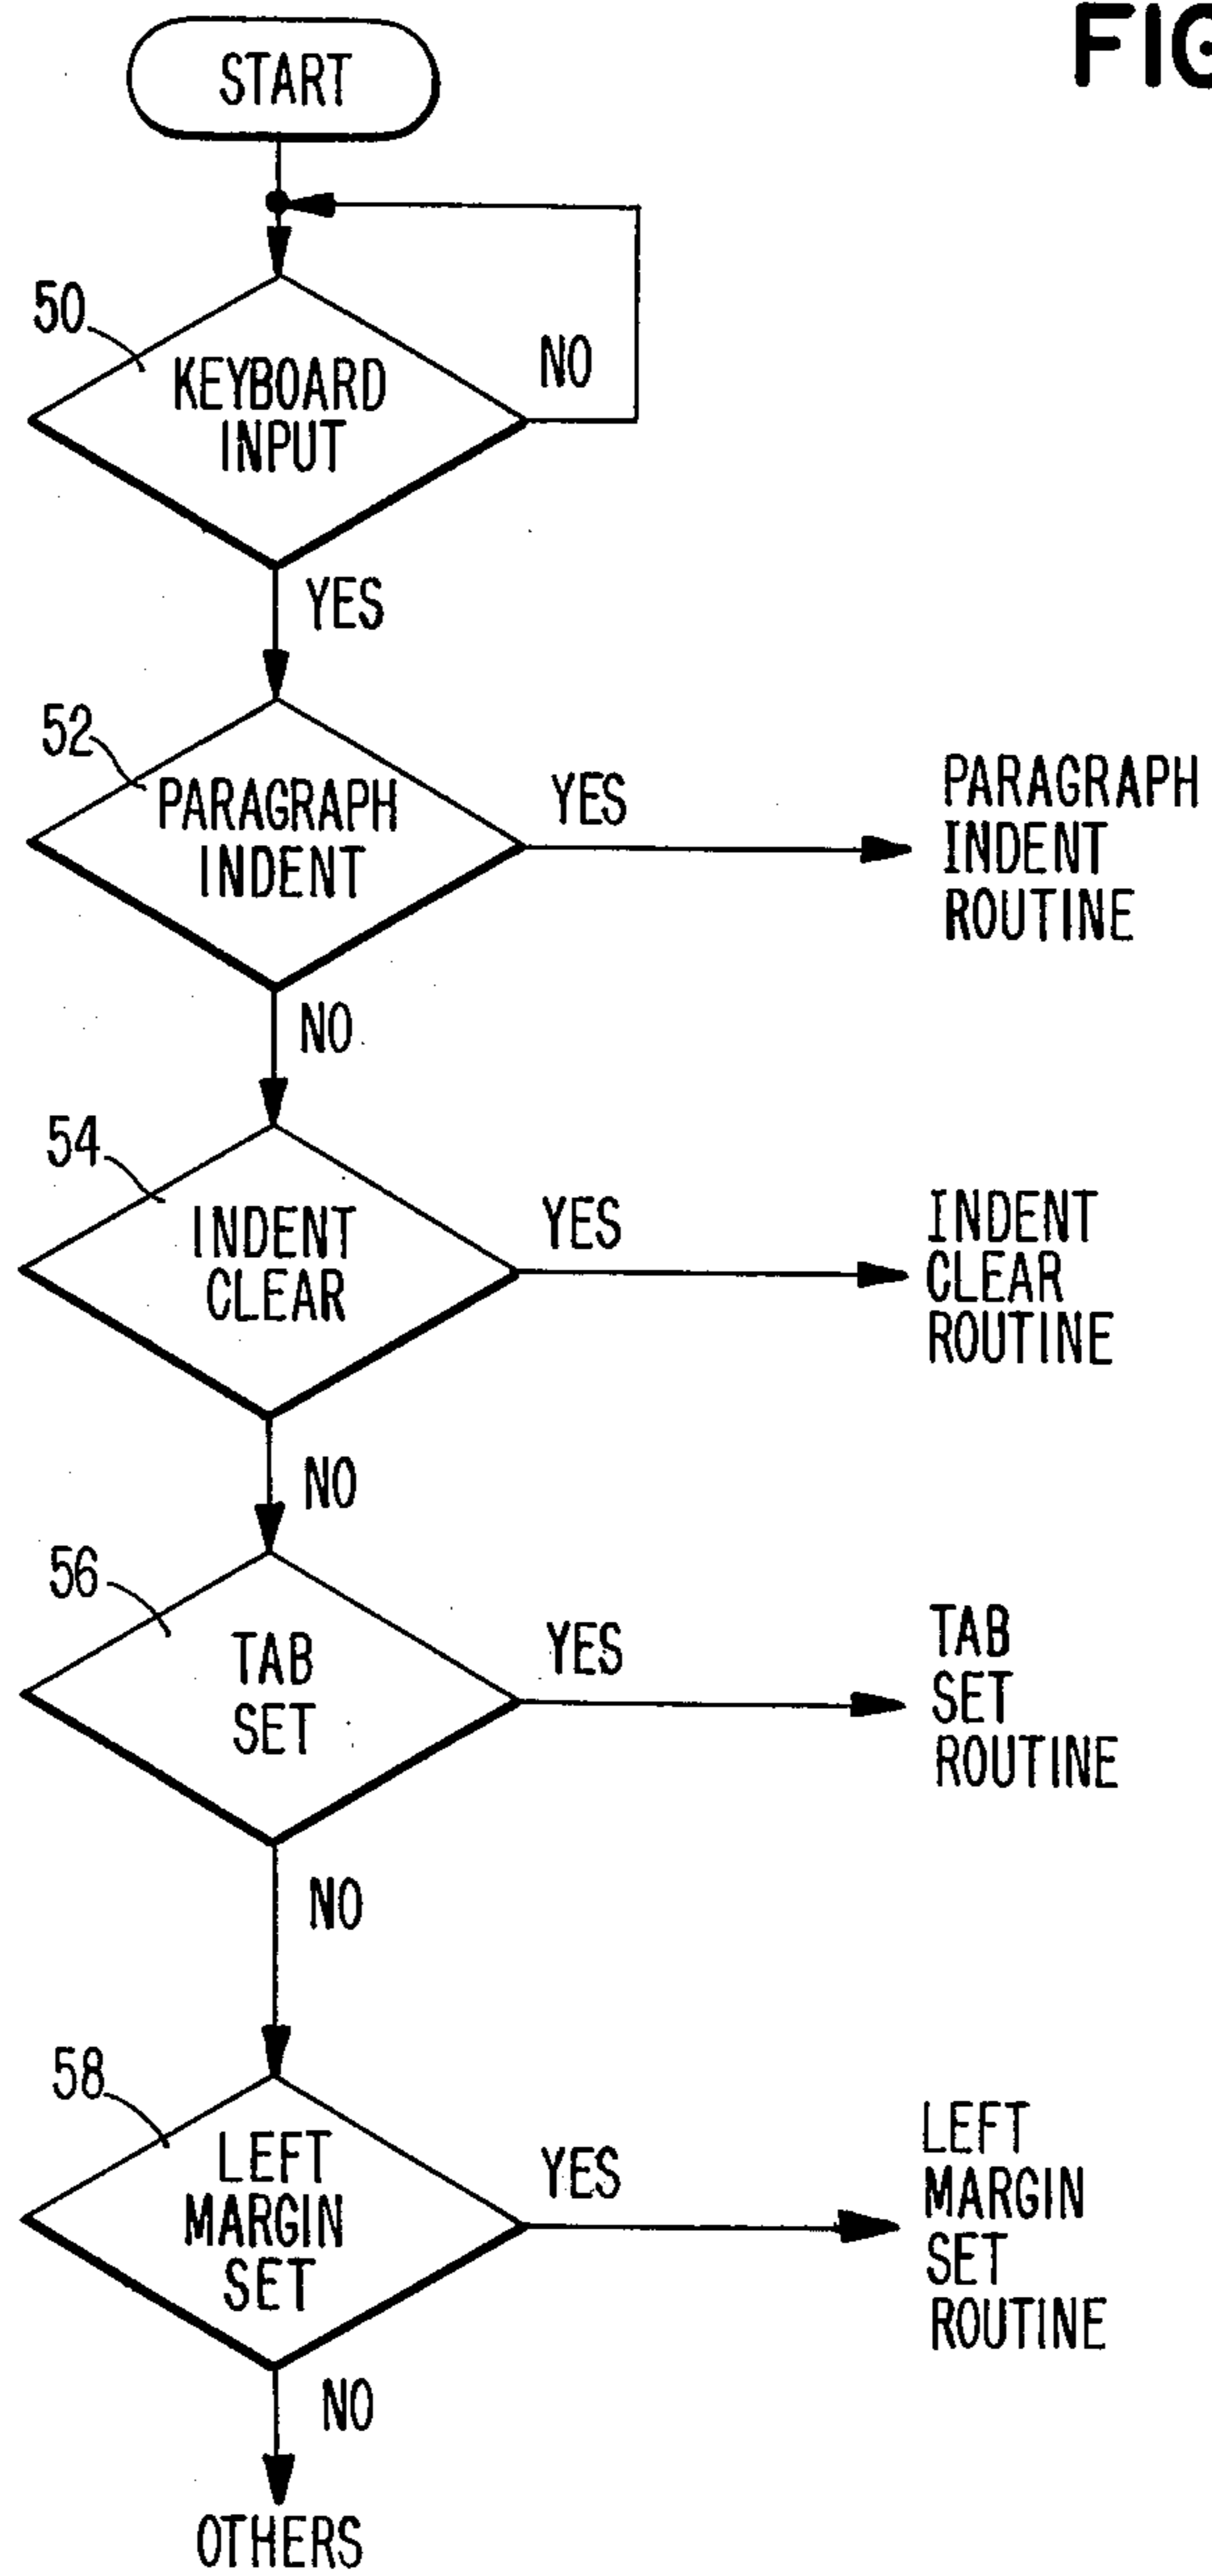 FIG
START
50
KEYBOARD
INPUT
NO
YES
52
PARAGRAPH
INDENT
YES
PARAGRAPH
INDENT
ROUTINE
NO
54
INDENT
CLEAR
YES
INDENT
CLEAR
ROUTINE
NO
56
TAB
SET
YES
TAB
SET
ROUTINE
NO
58
LEFT
MARGIN
SET
YES
LEFT
MARGIN
SET
ROUTINE
NO
OTHERS